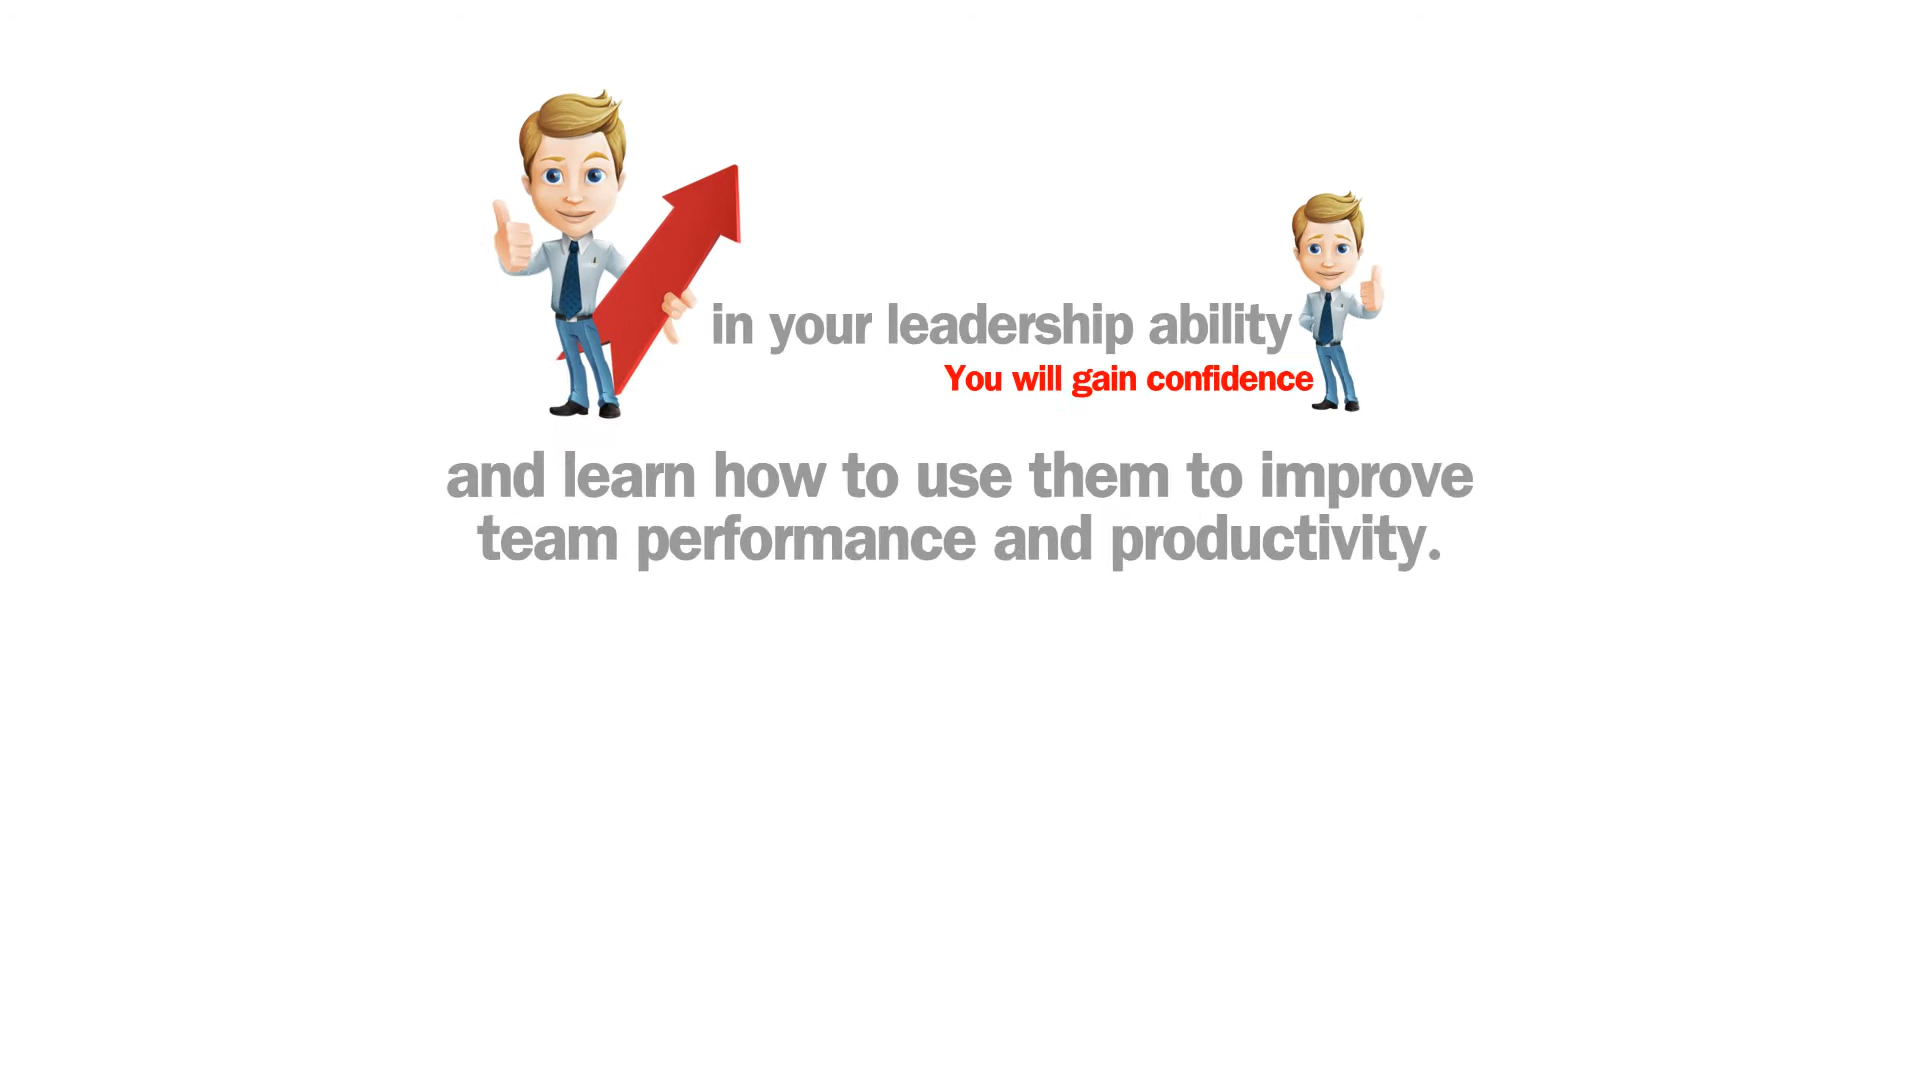 in your leadership ability
You will gain confidence
and learn how to use them to improve
team performance and productivity.